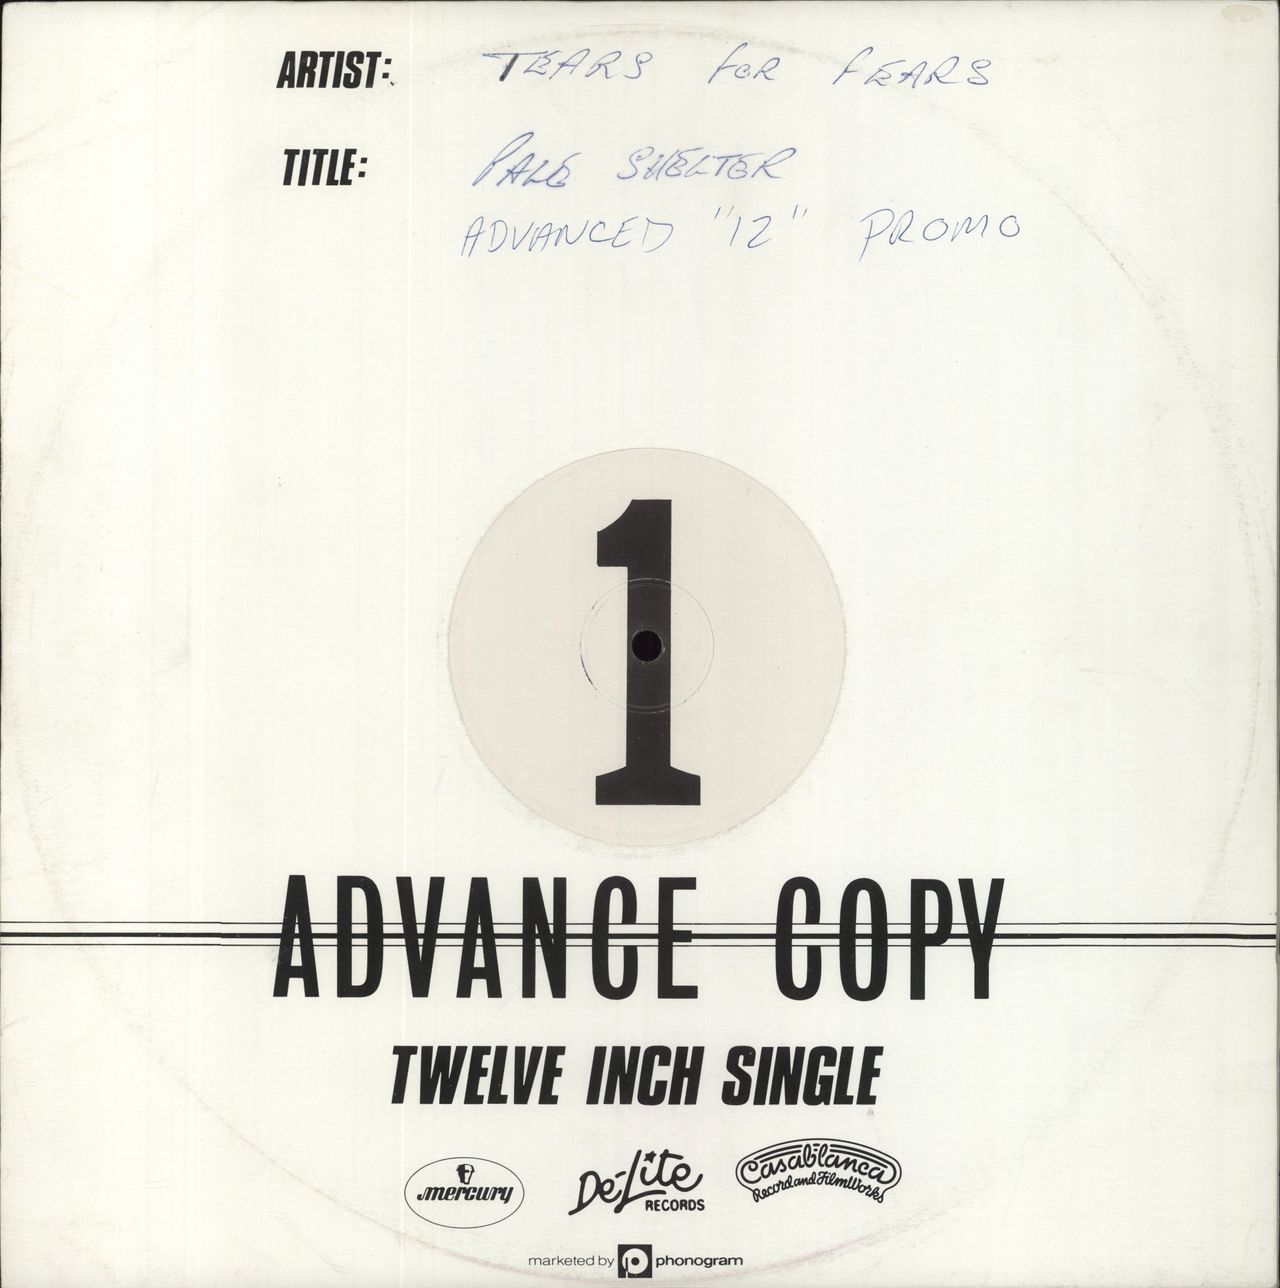 ARTIST: TEARS FOR FEARS
TITLE: PALE SHELTER
ADVANCED "12" PROMO
1
ADVANCE COPY
TWELVE INCH SINGLE
mercury De-Lite RECORDS Casablanca Record and FilmWorks
marketed by p phonogram